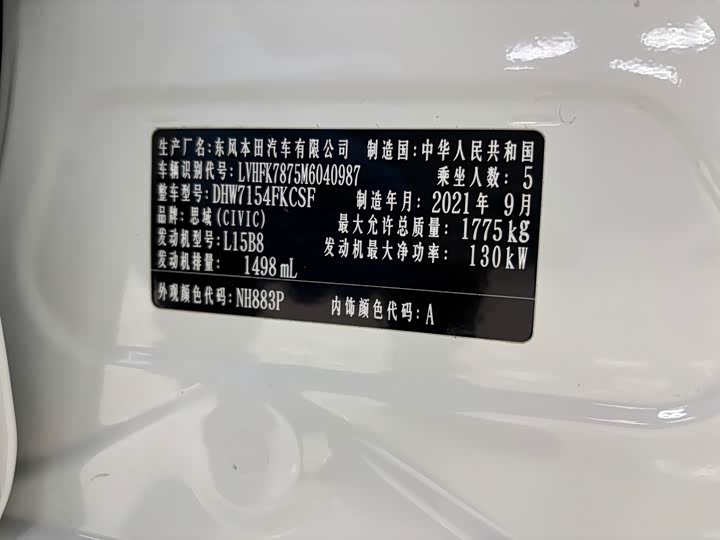 生产厂名:东风本田汽车有限公司 制造国:中华人民共和国
车辆识别代号:LVHFK7875M6040987 乘坐人数: 5
整车型号:DHW7154FKCSF 制造年月:2021年 9月
品牌:思域(CIVIC) 最大允许总质量: 1775kg
发动机型号:L15B8 发动机最大净功率: 130kW
发动机排量: 1498mL
外观颜色代码:NH883P 内饰颜色代码:A